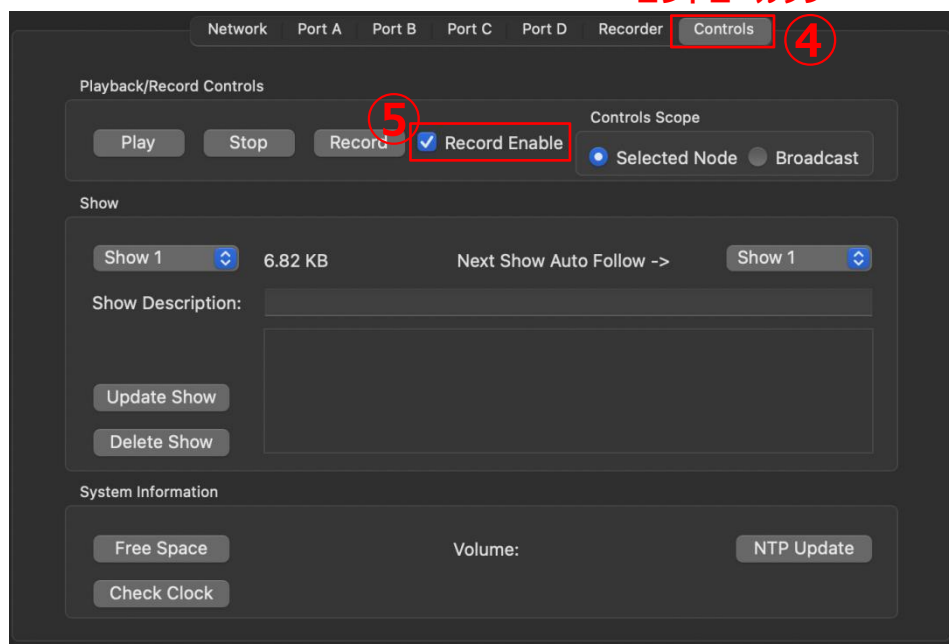 Network Port A Port B Port C Port D Recorder Controls
④
Playback/Record Controls
⑤
Controls Scope
Play Stop Record Record Enable
Selected Node Broadcast
Show
Show 1 6.82 KB Next Show Auto Follow -> Show 1
Show Description:
Update Show
Delete Show
System Information
Free Space Volume: NTP Update
Check Clock